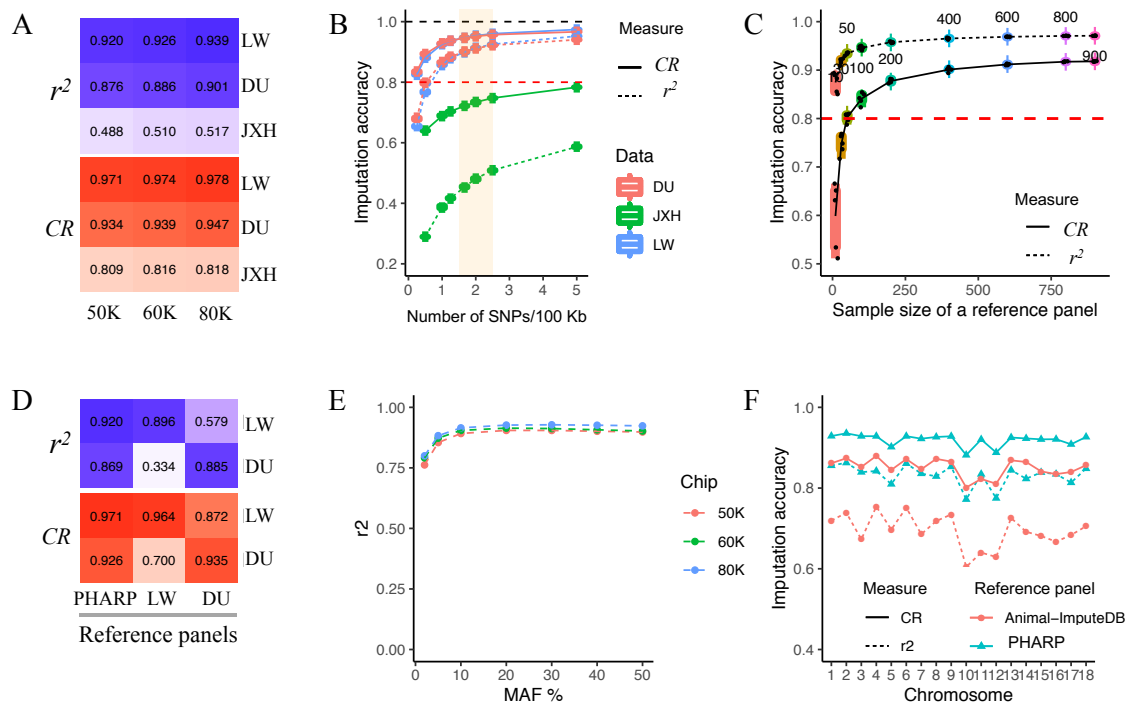 A
0.920 0.926 0.939 LW
r² 0.876 0.886 0.901 DU
0.488 0.510 0.517 JXH
0.971 0.974 0.978 LW
CR 0.934 0.939 0.947 DU
0.809 0.816 0.818 JXH
50K 60K 80K
B
Imputation accuracy
1.0
0.8
0.6
0.4
0.2
0 1 2 3 4 5
Number of SNPs/100 Kb
Measure
CR
r²
Data
DU
JXH
LW
C
Imputation accuracy
1.0
0.9
0.8
0.7
0.6
0.5
50 400 600 800
100 200 900
0 250 500 750
Sample size of a reference panel
Measure
CR
r²
D
0.920 0.896 0.579 LW
r² 0.869 0.334 0.885 DU
0.971 0.964 0.872 LW
CR 0.926 0.700 0.935 DU
PHARP LW DU
Reference panels
E
r2
1.00
0.75
0.50
0.25
0.00
0 10 20 30 40 50
MAF %
Chip
50K
60K
80K
F
Imputation accuracy
1.0
0.8
0.6
0.4
1 2 3 4 5 6 7 8 9 10 11 12 13 14 15 16 17 18
Chromosome
Measure
CR
r2
Reference panel
Animal-ImputeDB
PHARP